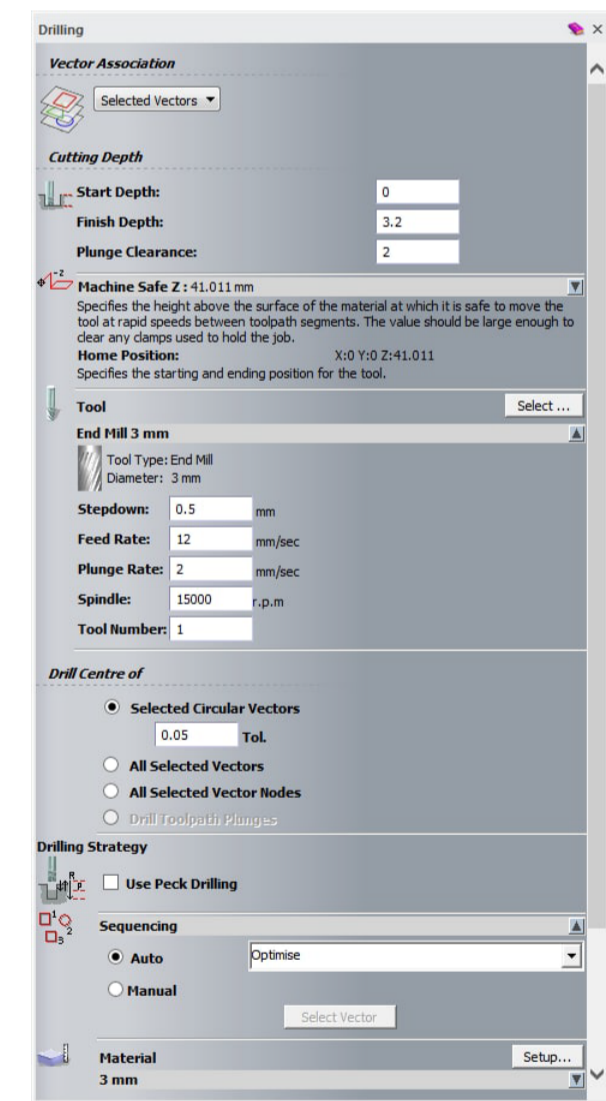 Drilling
Vector Association
Selected Vectors
Cutting Depth
Start Depth: 0
Finish Depth: 3.2
Plunge Clearance: 2
-z
Machine Safe Z : 41.011 mm
Specifies the height above the surface of the material at which it is safe to move the
tool at rapid speeds between toolpath segments. The value should be large enough to
clear any clamps used to hold the job.
Home Position: X:0 Y:0 Z:41.011
Specifies the starting and ending position for the tool.
Tool Select ...
End Mill 3 mm
Tool Type: End Mill
Diameter: 3 mm
Stepdown: 0.5 mm
Feed Rate: 12 mm/sec
Plunge Rate: 2 mm/sec
Spindle: 15000 r.p.m
Tool Number: 1
Drill Centre of
Selected Circular Vectors
0.05 Tol.
All Selected Vectors
All Selected Vector Nodes
Drill Toolpath Plunges
Drilling Strategy
R
P
Use Peck Drilling
1
2
3
Sequencing
Auto Optimise
Manual
Select Vector
Material Setup...
3 mm